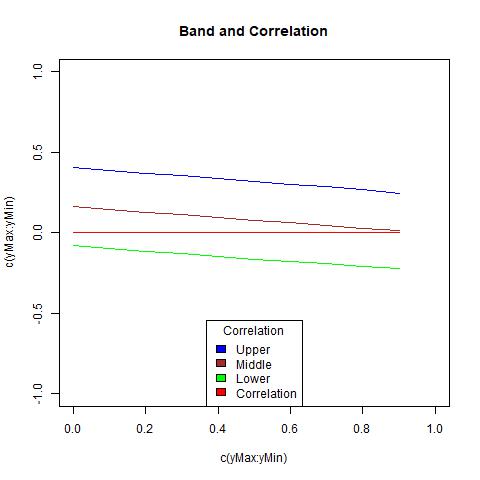 Band and Correlation
c(yMax:yMin)
1.0
0.5
0.0
-0.5
-1.0
Correlation
Upper
Middle
Lower
Correlation
0.0 0.2 0.4 0.6 0.8 1.0
c(yMax:yMin)